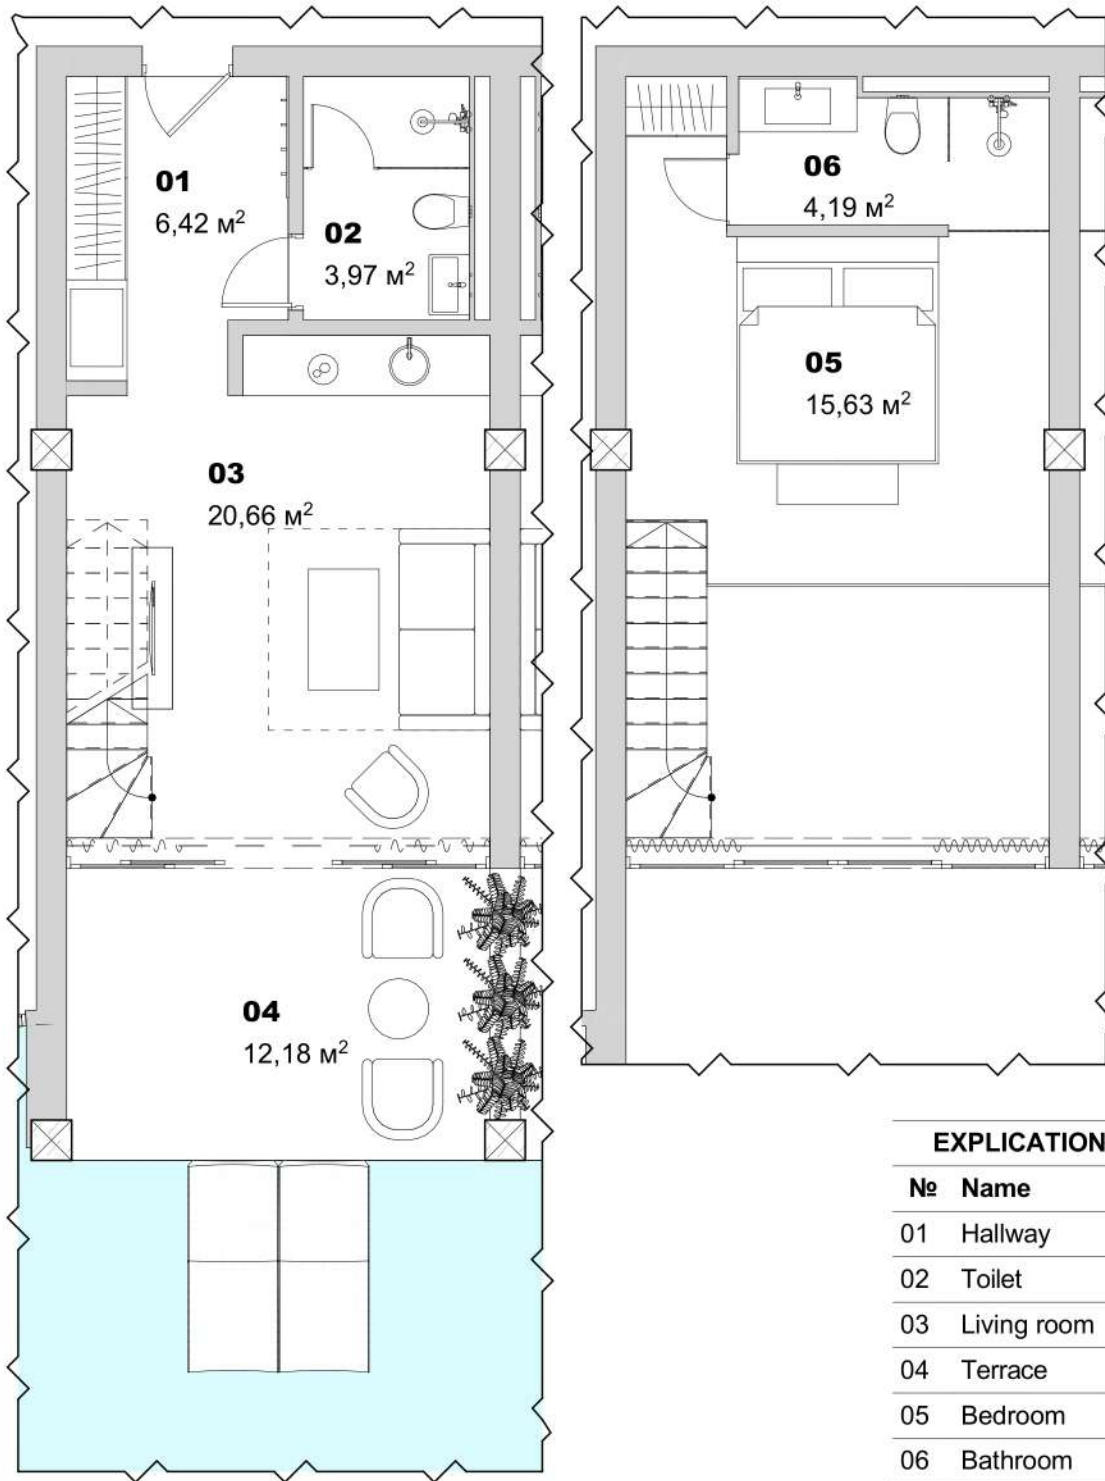 01
6,42 м²
02
3,97 м²
03
20,66 м²
04
12,18 м²
06
4,19 м²
05
15,63 м²
EXPLICATION
№ Name
01 Hallway
02 Toilet
03 Living room
04 Terrace
05 Bedroom
06 Bathroom